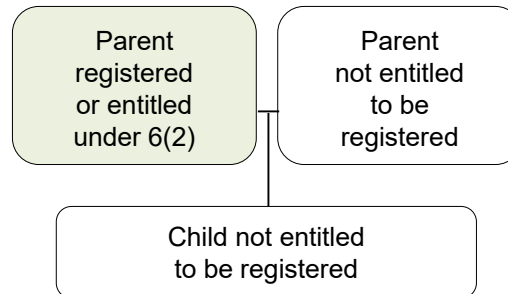 Parent
registered
or entitled
under 6(2)
Parent
not entitled
to be
registered
Child not entitled
to be registered